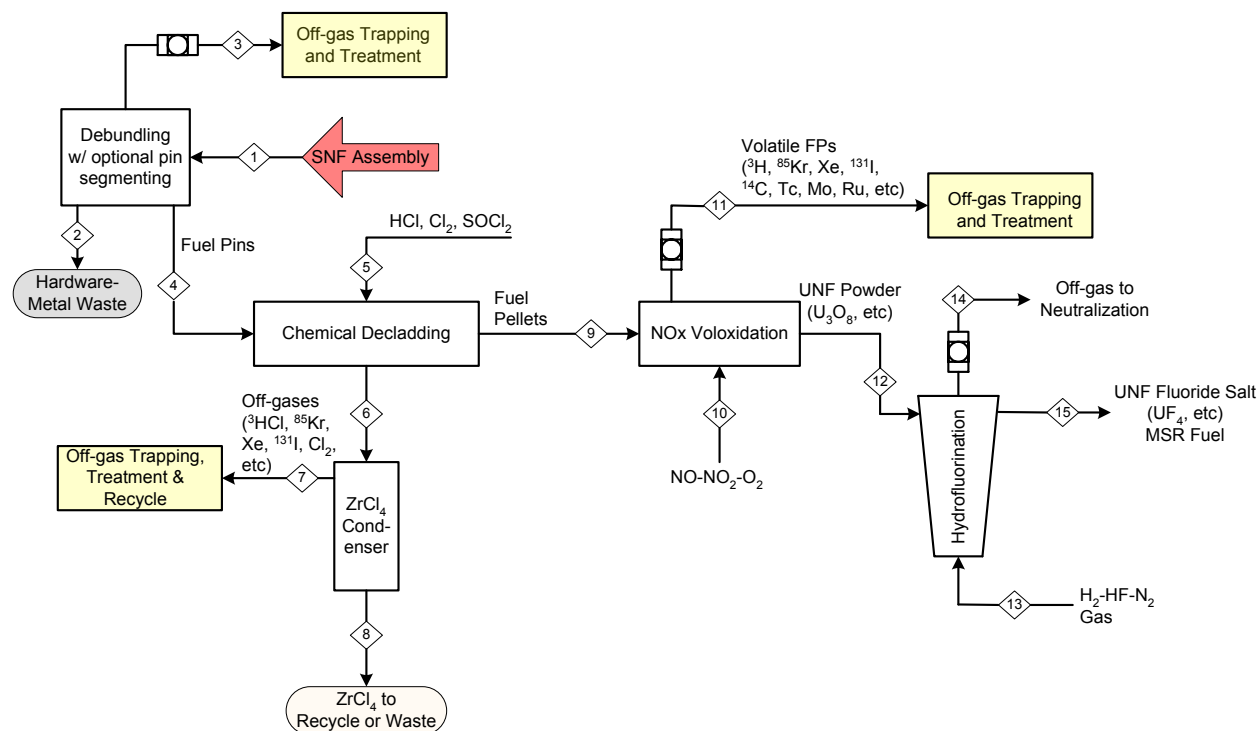 3
Off-gas Trapping
and Treatment
Debundling
w/ optional pin
segmenting
1
SNF Assembly
2
Hardware-
Metal Waste
4
Fuel Pins
HCl, Cl₂, SOCl₂
5
Chemical Decladding
Fuel
Pellets
9
6
Off-gases
(³HCl, ⁸⁵Kr,
Xe, ¹³¹I, Cl₂,
etc)
7
Off-gas Trapping,
Treatment &
Recycle
ZrCl₄
Cond-
enser
8
ZrCl₄ to
Recycle or Waste
Volatile FPs
(³H, ⁸⁵Kr, Xe, ¹³¹I,
¹⁴C, Tc, Mo, Ru, etc)
11
Off-gas Trapping
and Treatment
NOx Voloxidation
10
NO-NO₂-O₂
UNF Powder
(U₃O₈, etc)
12
14
Off-gas to
Neutralization
Hydrofluorination
15
UNF Fluoride Salt
(UF₄, etc)
MSR Fuel
13
H₂-HF-N₂
Gas